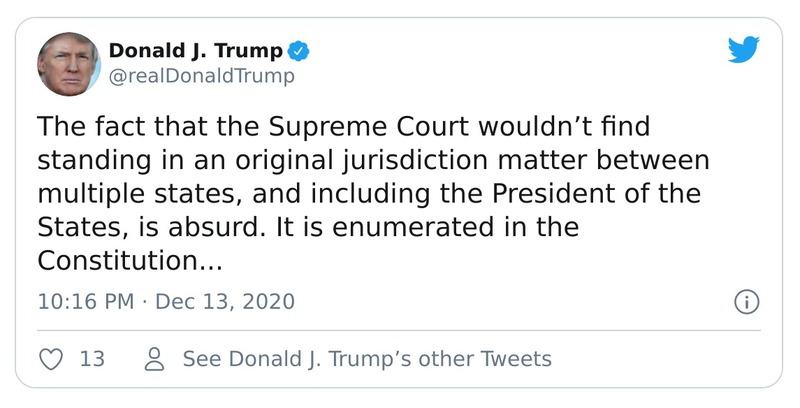 Donald J. Trump
@realDonaldTrump
The fact that the Supreme Court wouldn’t find
standing in an original jurisdiction matter between
multiple states, and including the President of the
States, is absurd. It is enumerated in the
Constitution...
10:16 PM · Dec 13, 2020
13
See Donald J. Trump’s other Tweets